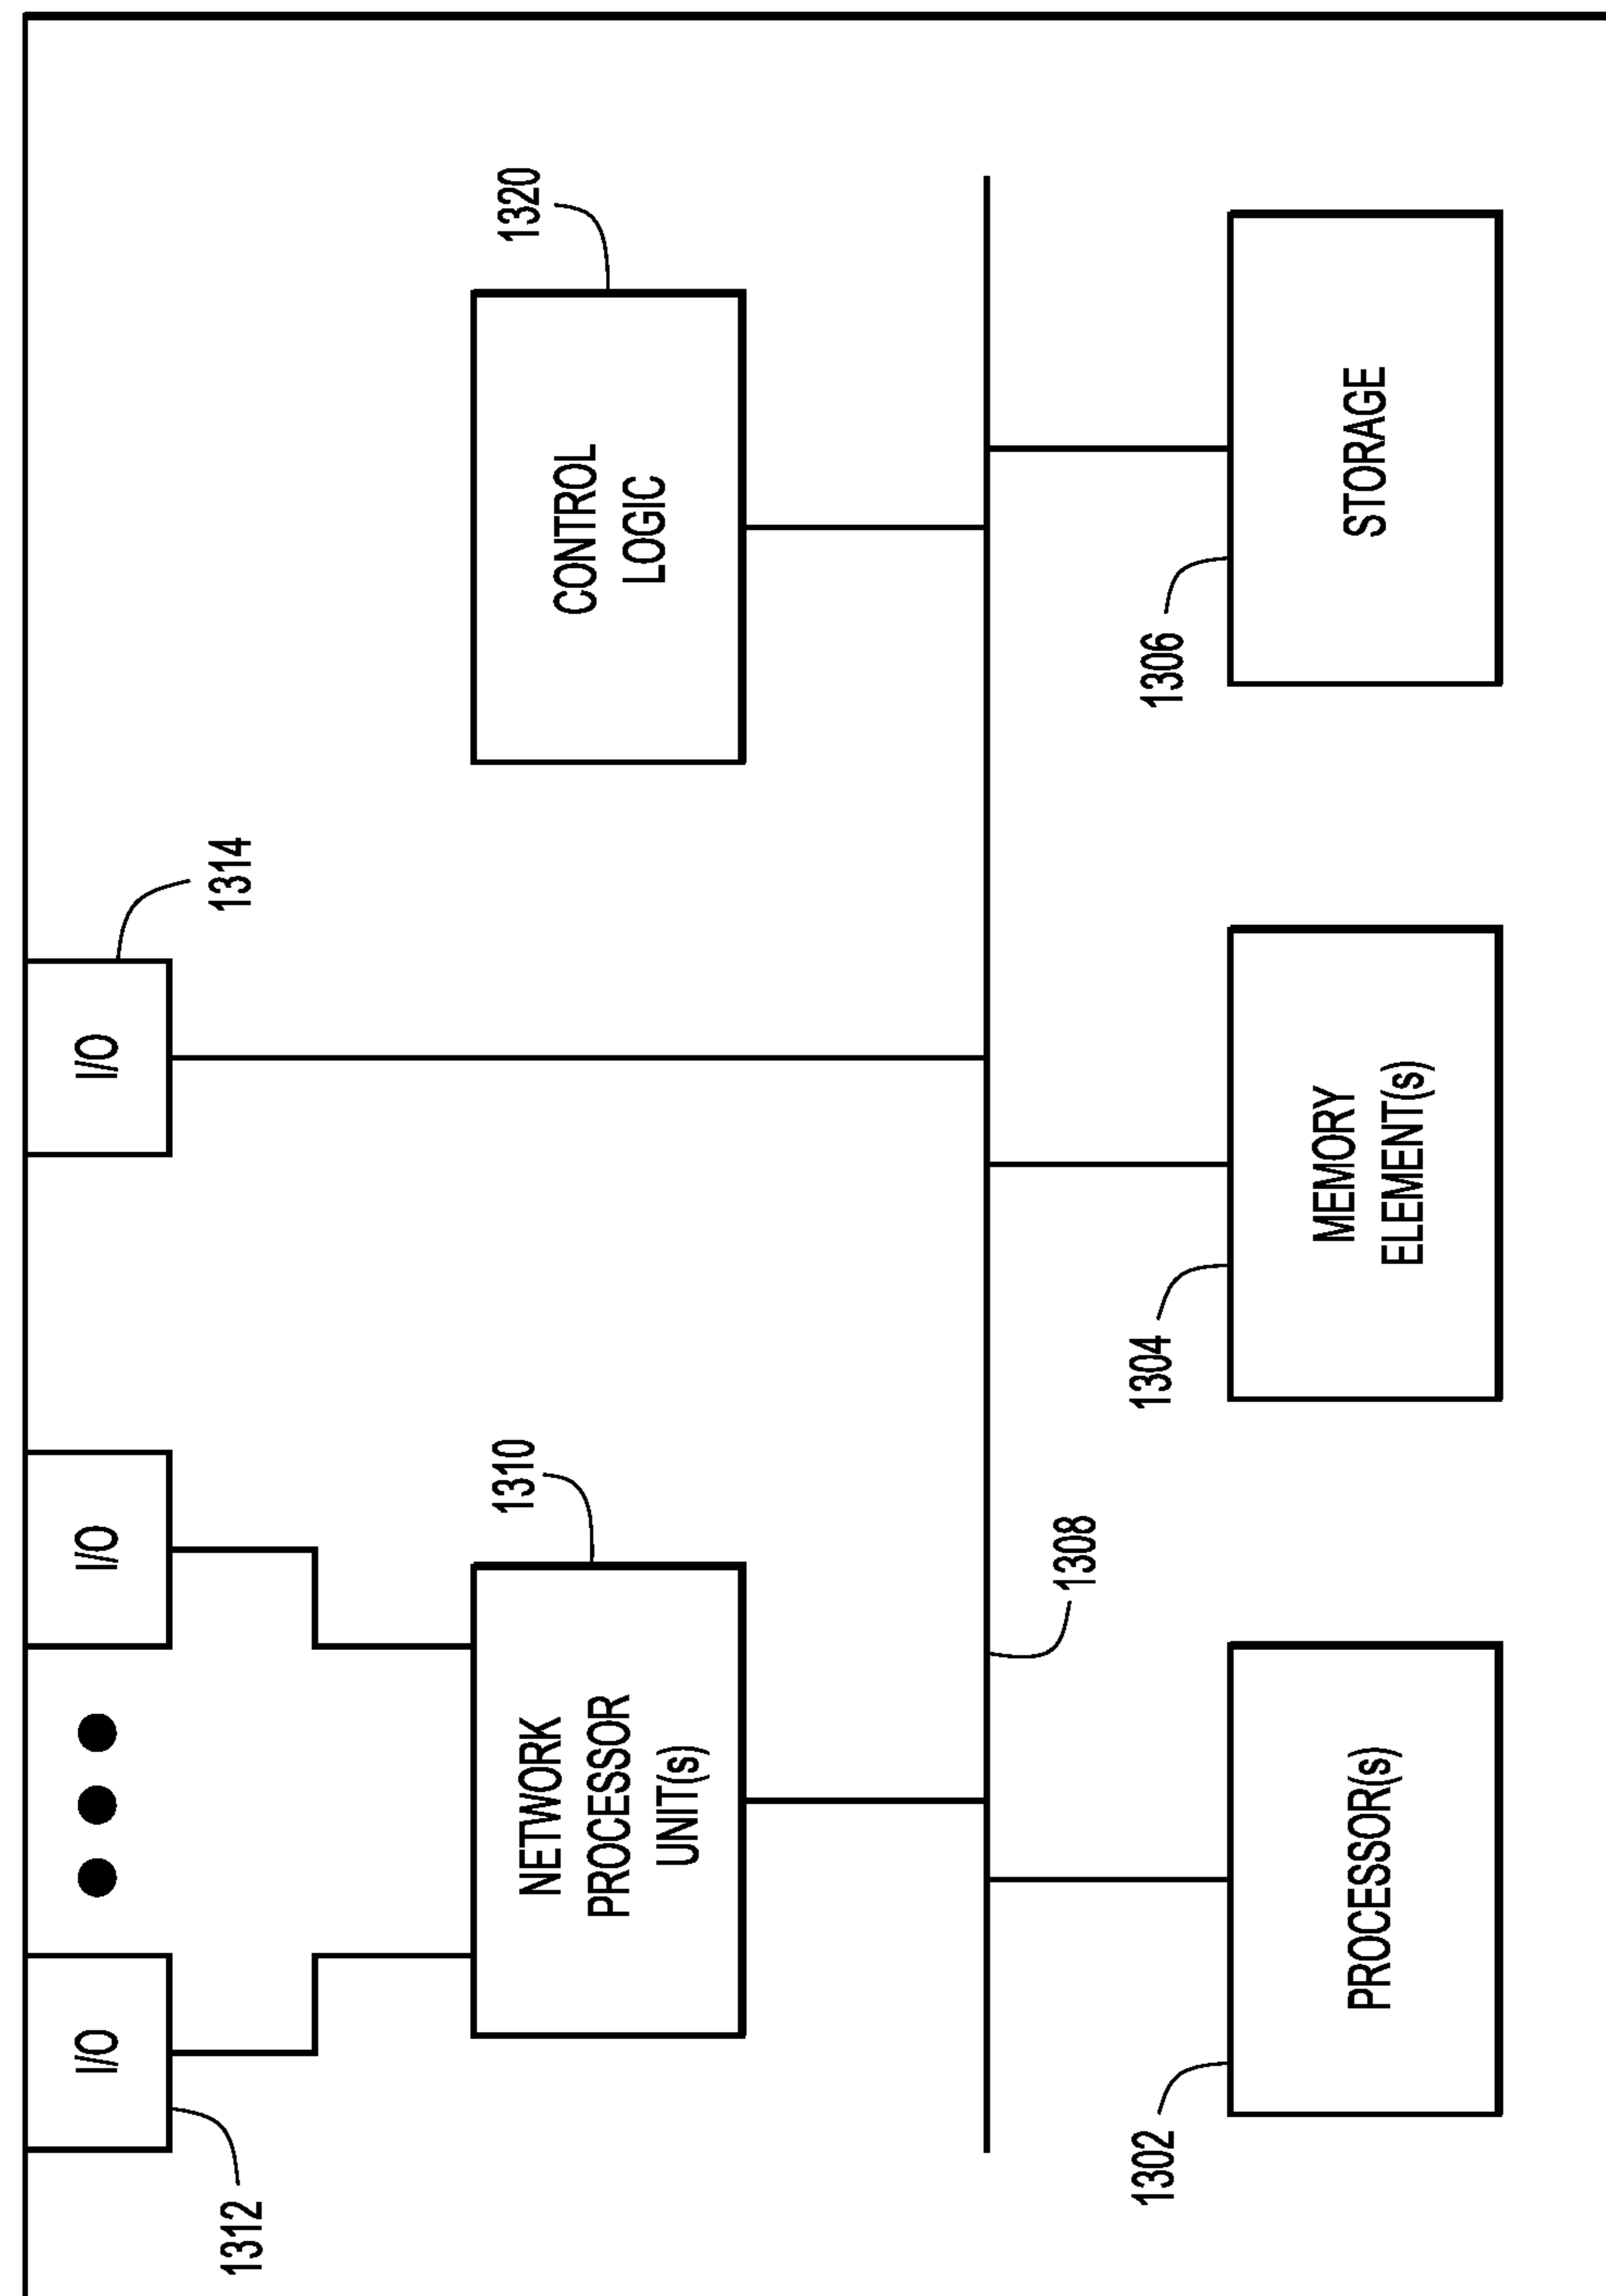 I/O
I/O
I/O
1312
1314
1310
1320
NETWORK
PROCESSOR
UNIT(s)
CONTROL
LOGIC
1308
1302
1304
1306
PROCESSOR(s)
MEMORY
ELEMENT(s)
STORAGE